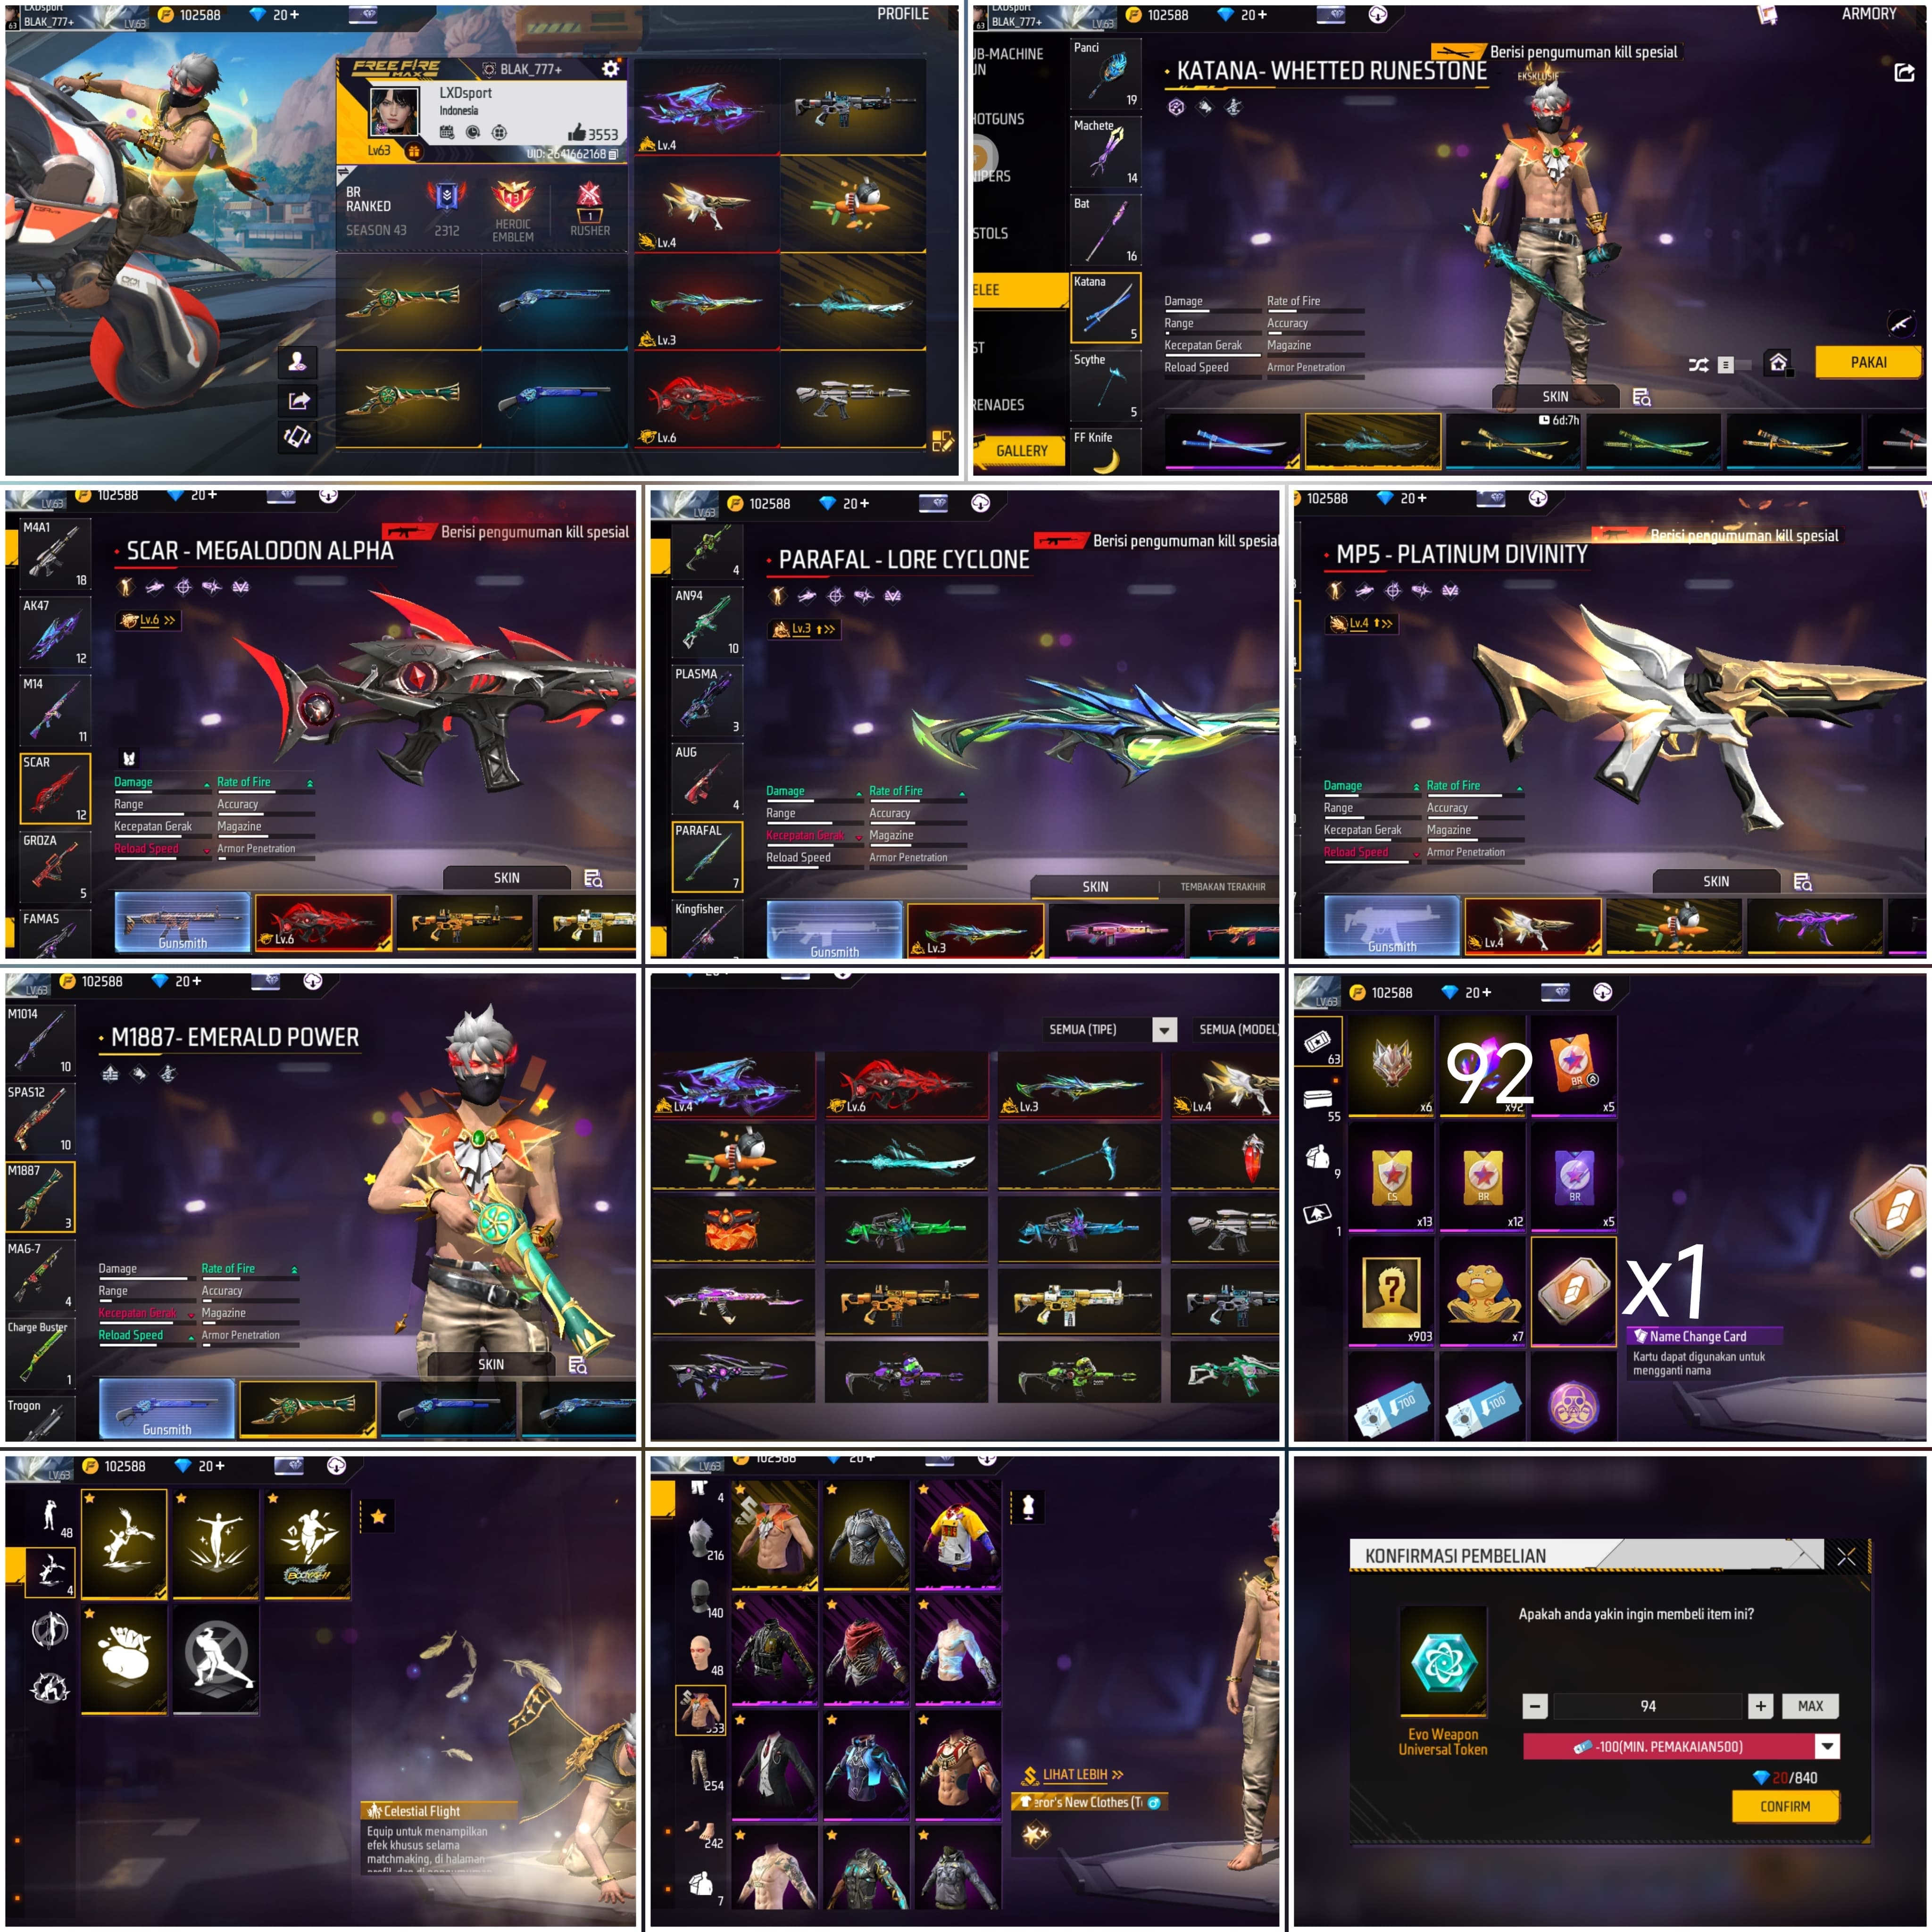 LXDsport
BLAK_777+
63
LV.63
102588
20+
PROFILE
FREE FIRE
MAX
BLAK_777+
LXDsport
Indonesia
3553
Lv63
UID: 2641662168
BR
RANKED
SEASON 43
2312
13
HEROIC
EMBLEM
1
RUSHER
Lv.4
Lv.4
Lv.3
Lv.6
LXDsport
BLAK_777+
63
LV.63
102588
20+
ARMORY
UB-MACHINE
UN
HOTGUNS
NIPERS
STOLS
ELEE
ST
RENADES
GALLERY
Panci
19
Machete
14
Bat
16
Katana
5
Scythe
5
FF Knife
Berisi pengumuman kill spesial
KATANA- WHETTED RUNESTONE
EKSKLUSIF
Damage
Rate of Fire
Range
Accuracy
Kecepatan Gerak
Magazine
Reload Speed
Armor Penetration
PAKAI
SKIN
6d:7h
LV.63
102588
20+
M4A1
18
AK47
12
M14
11
SCAR
12
GROZA
5
FAMAS
Berisi pengumuman kill spesial
SCAR - MEGALODON ALPHA
Lv.6 >>
Damage
Rate of Fire
Range
Accuracy
Kecepatan Gerak
Magazine
Reload Speed
Armor Penetration
SKIN
Gunsmith
Lv.6
LV.63
102588
20+
4
AN94
10
PLASMA
3
AUG
4
PARAFAL
7
Kingfisher
Berisi pengumuman kill spesial
PARAFAL - LORE CYCLONE
Lv.3
Damage
Rate of Fire
Range
Accuracy
Kecepatan Gerak
Magazine
Reload Speed
Armor Penetration
SKIN
TEMBAKAN TERAKHIR
Gunsmith
Lv.3
102588
20+
Berisi pengumuman kill spesial
MP5 - PLATINUM DIVINITY
Lv.4
Damage
Rate of Fire
Range
Accuracy
Kecepatan Gerak
Magazine
Reload Speed
Armor Penetration
SKIN
Gunsmith
Lv.4
LV.63
102588
20+
M1014
10
SPAS12
10
M1887
3
MAG-7
4
Charge Buster
1
Trogon
M1887- EMERALD POWER
Damage
Rate of Fire
Range
Accuracy
Kecepatan Gerak
Magazine
Reload Speed
Armor Penetration
SKIN
Gunsmith
SEMUA (TIPE)
SEMUA (MODEL)
Lv.4
Lv.6
Lv.3
Lv.4
LV.63
102588
20+
63
55
9
1
x6
92
x92
BR
x5
CS
x13
BR
x12
BR
x5
?
x903
x7
x1
Name Change Card
Kartu dapat digunakan untuk
mengganti nama
700
100
LV.63
102588
20+
48
4
BOOYAH!
Celestial Flight
Equip untuk menampilkan
efek khusus selama
matchmaking, di halaman
LV.63
102588
20+
4
216
140
48
353
254
242
7
LIHAT LEBIH >>
eror's New Clothes (T
KONFIRMASI PEMBELIAN
Apakah anda yakin ingin membeli item ini?
Evo Weapon
Universal Token
94
MAX
-100(MIN. PEMAKAIAN500)
20/840
CONFIRM